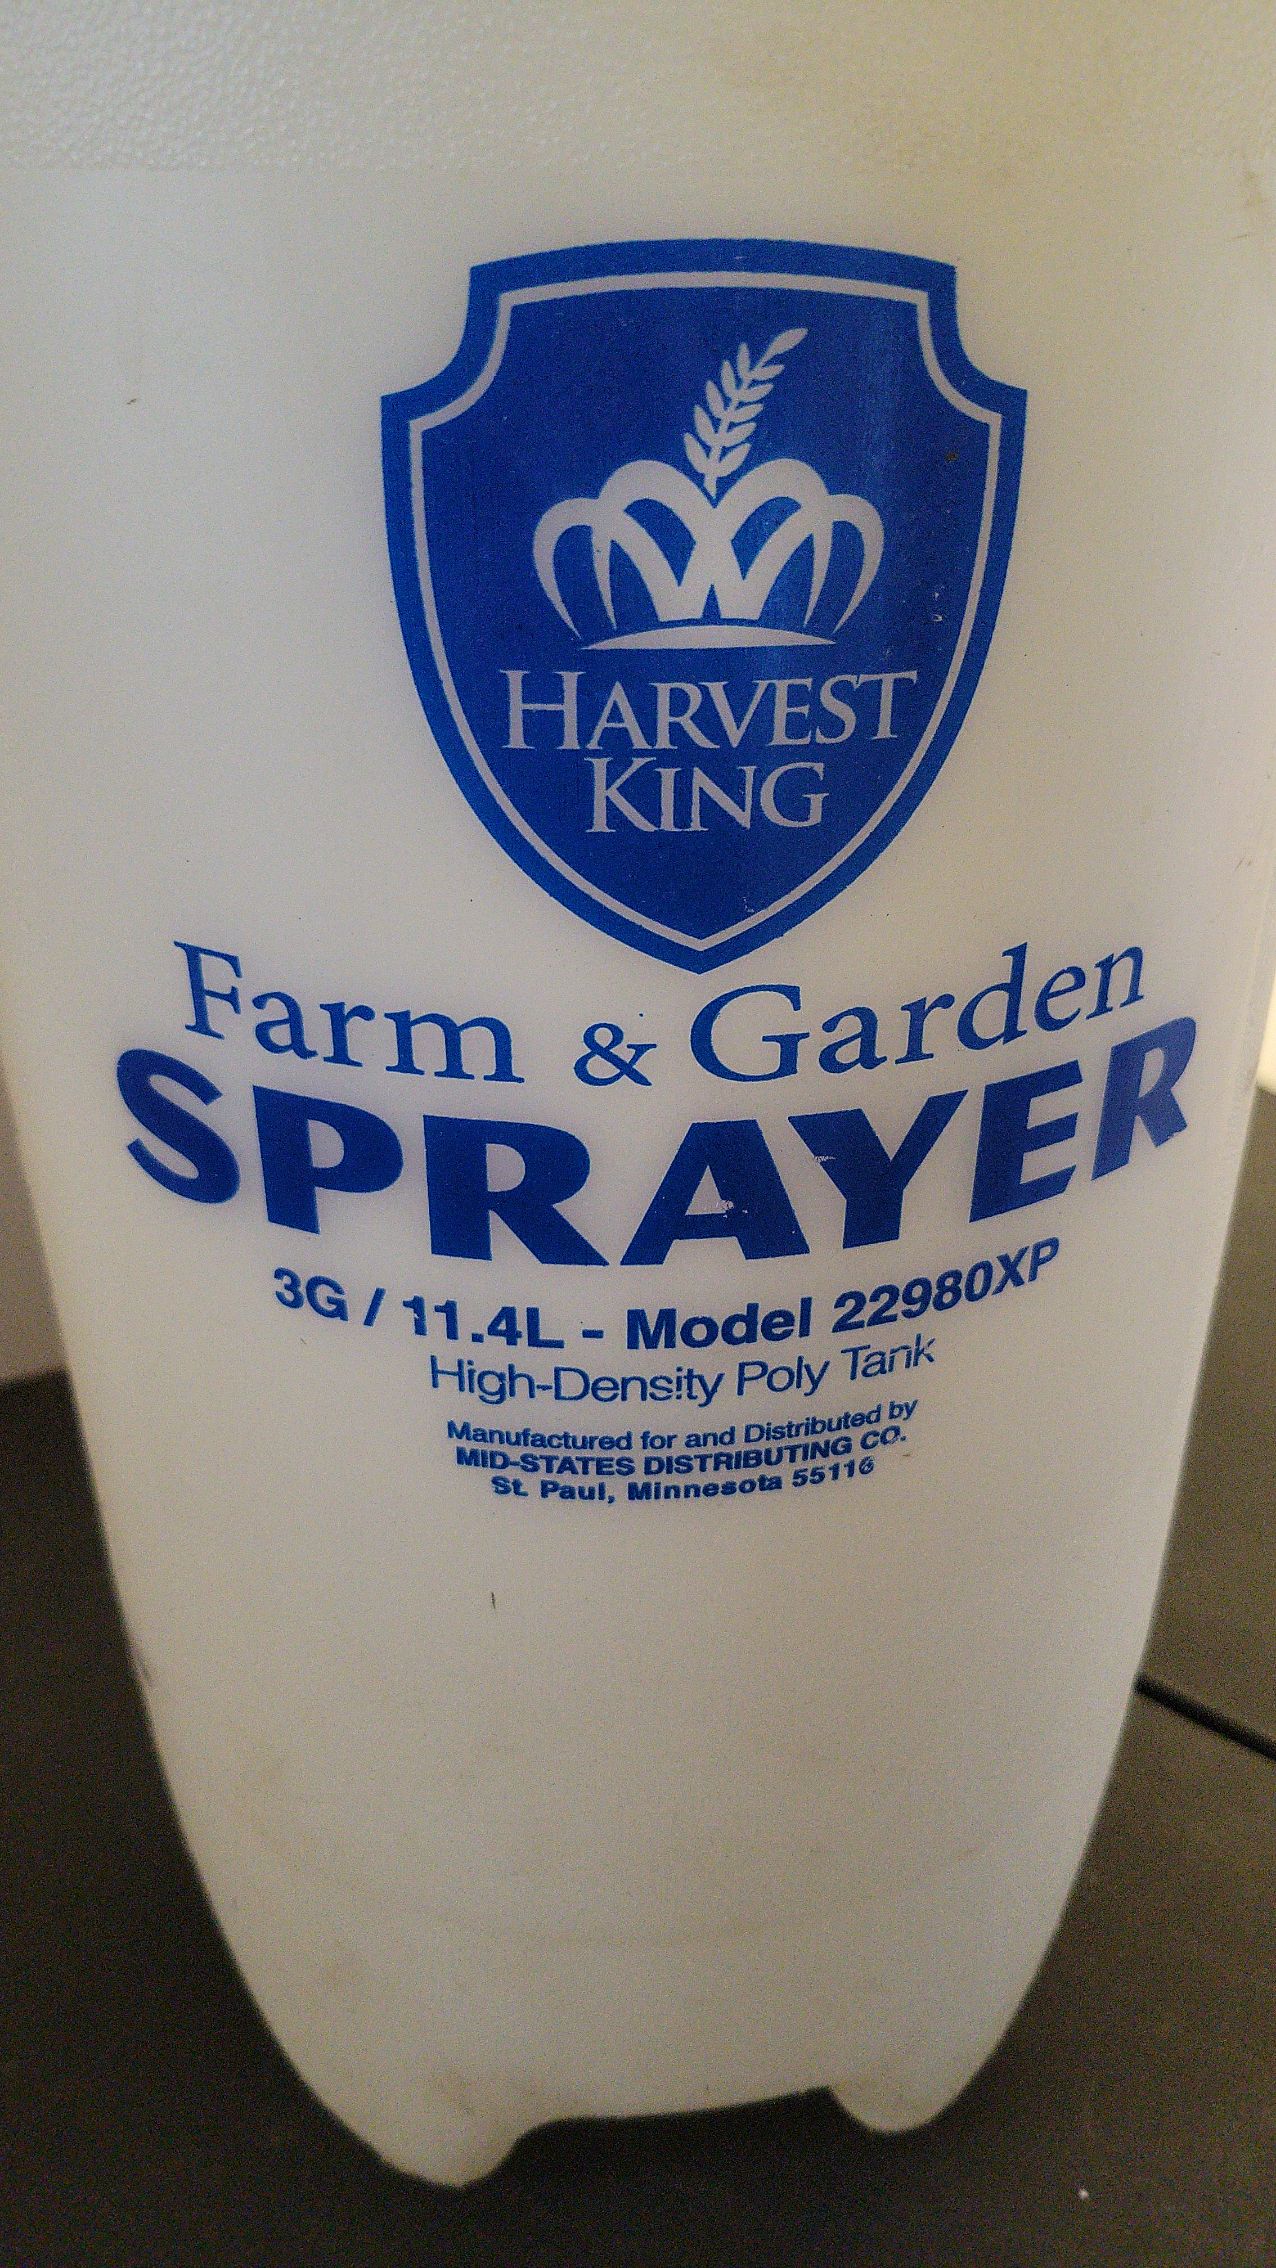 HARVEST
KING
Farm & Garden
SPRAYER
3G / 11.4L - Model 22980XP
High-Density Poly Tank
Manufactured for and Distributed by
MID-STATES DISTRIBUTING CO.
St. Paul, Minnesota 55116